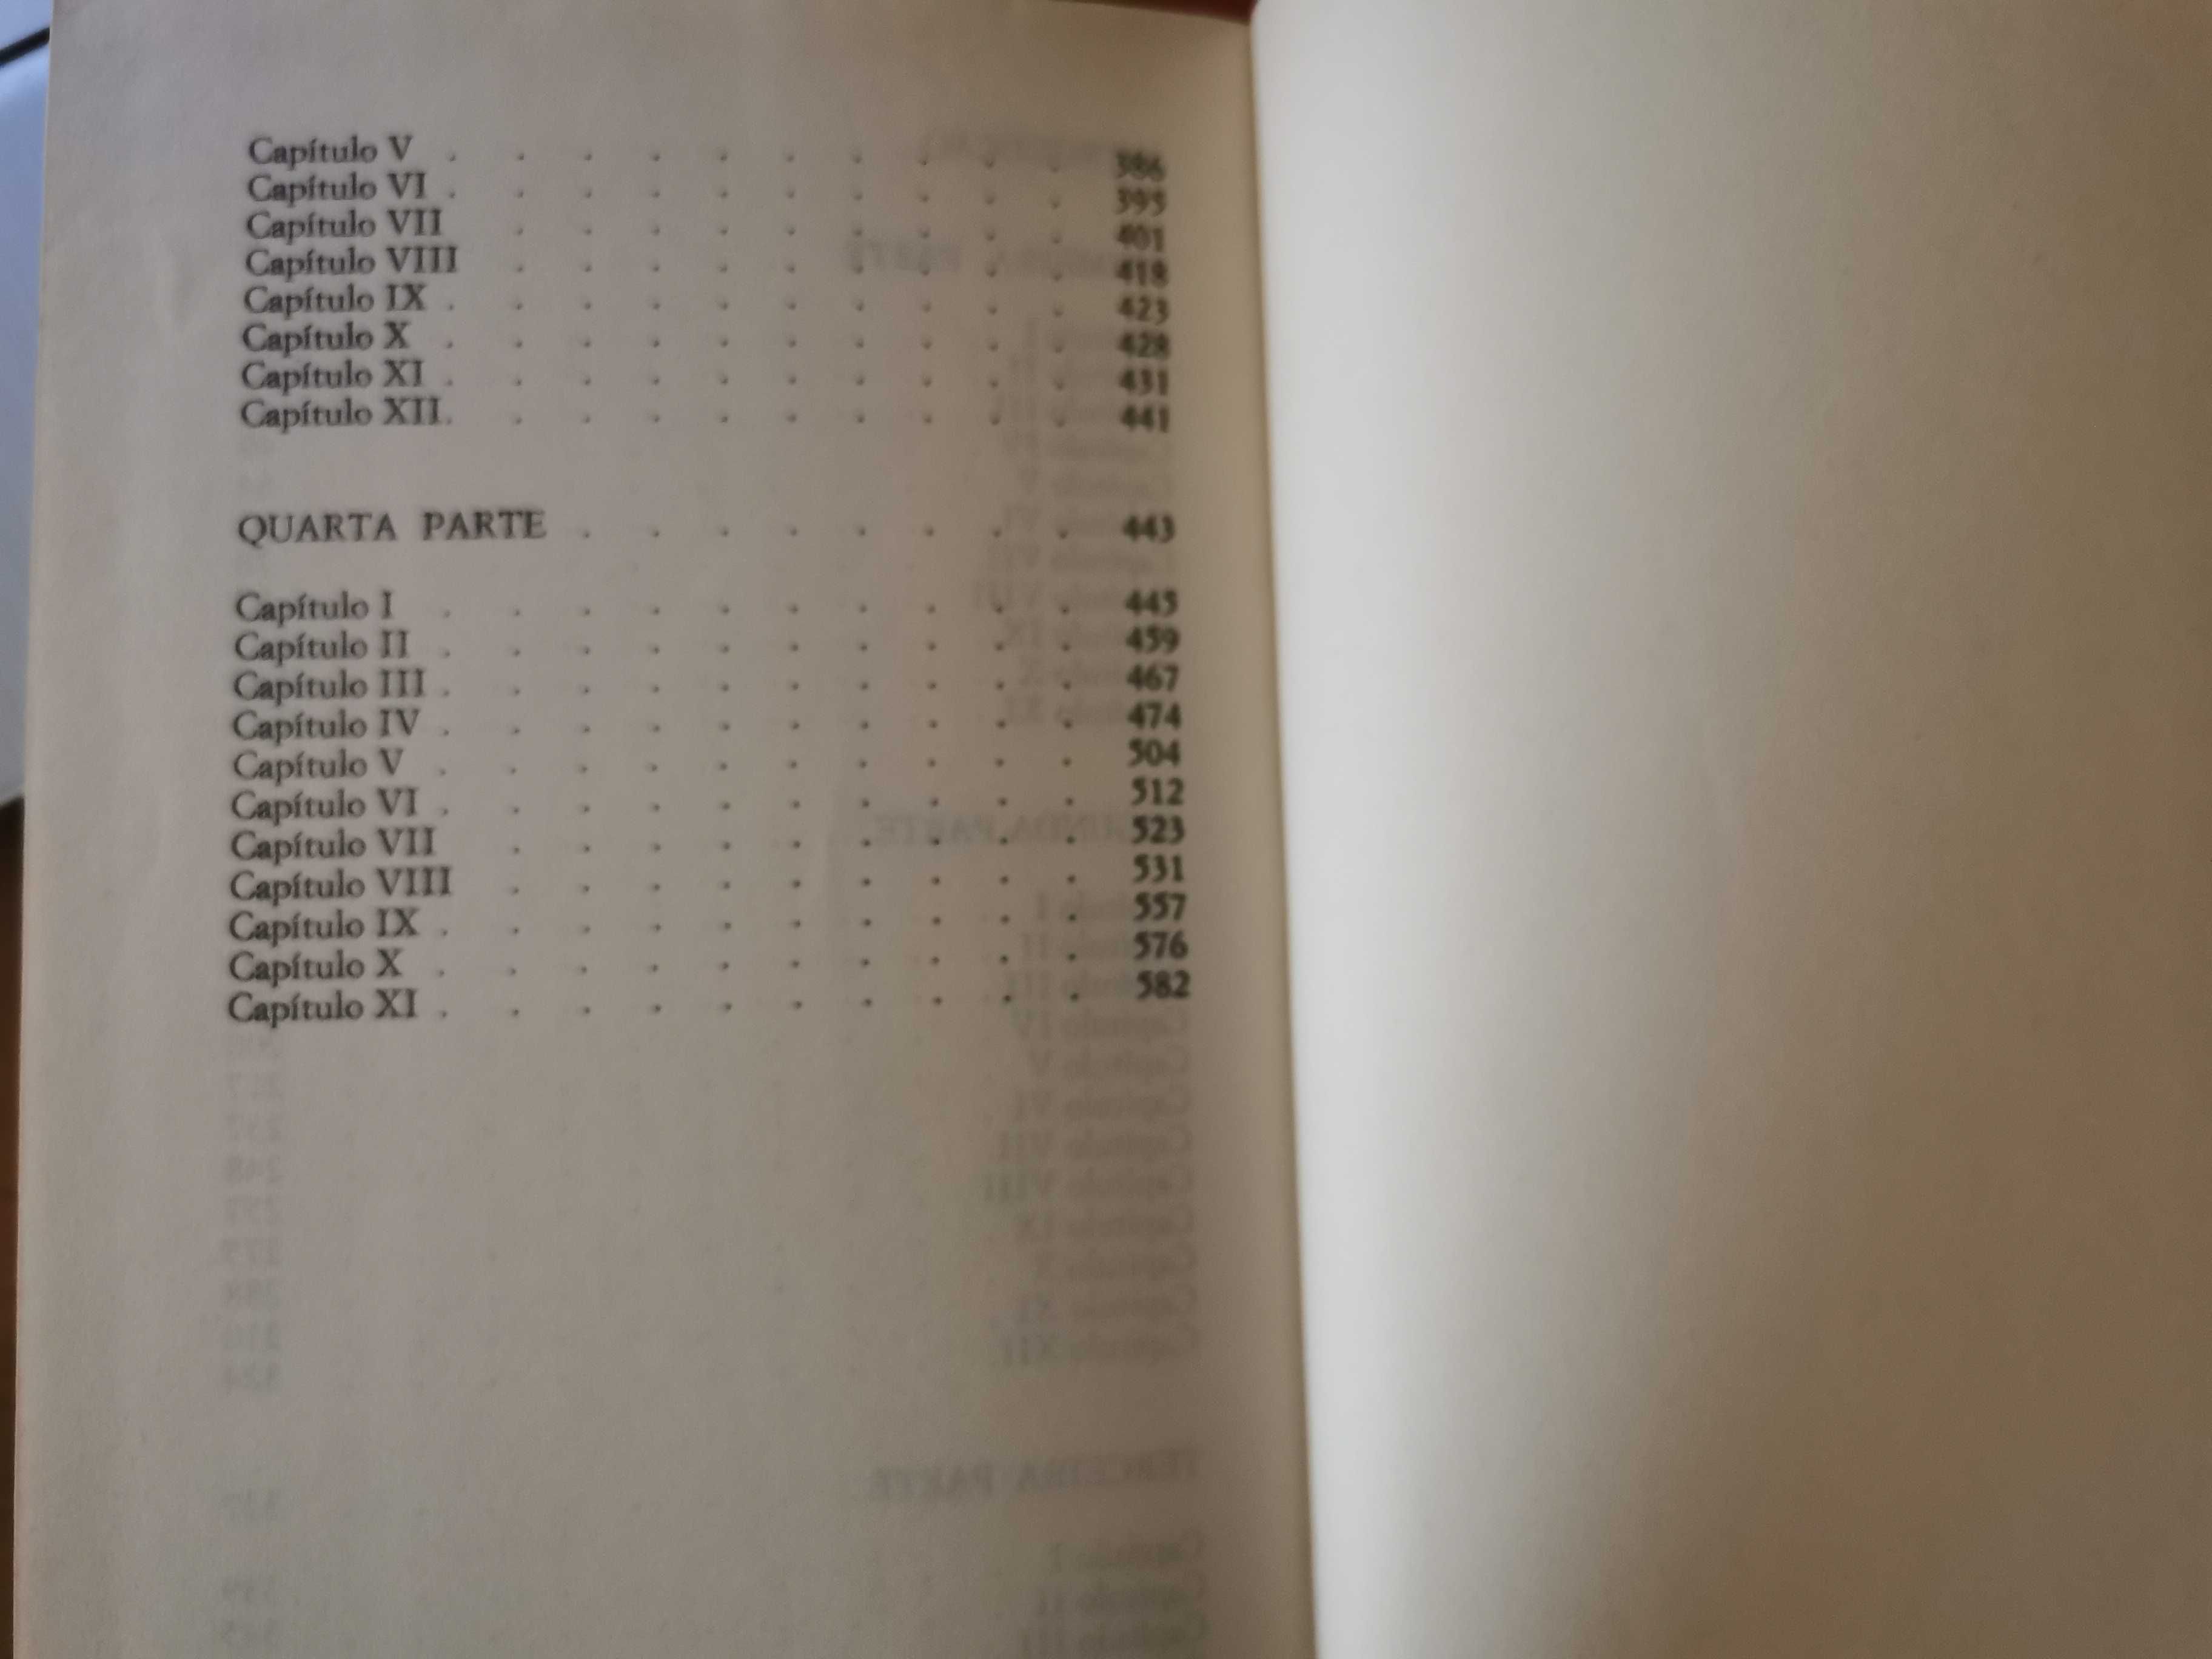 Capítulo V . . . . . . . . . . 386
Capítulo VI . . . . . . . . . . 393
Capítulo VII . . . . . . . . . 401
Capítulo VIII . . . . . . . . . 418
Capítulo IX . . . . . . . . . . 423
Capítulo X . . . . . . . . . . 428
Capítulo XI . . . . . . . . . . 431
Capítulo XII. . . . . . . . . . 441
QUARTA PARTE . . . . . . . . 443
Capítulo I . . . . . . . . . . 445
Capítulo II . . . . . . . . . . 459
Capítulo III . . . . . . . . . . 467
Capítulo IV . . . . . . . . . . 474
Capítulo V . . . . . . . . . . 504
Capítulo VI . . . . . . . . . . 512
Capítulo VII . . . . . . . . . 523
Capítulo VIII . . . . . . . . . 531
Capítulo IX . . . . . . . . . . 557
Capítulo X . . . . . . . . . . 576
Capítulo XI . . . . . . . . . . 582